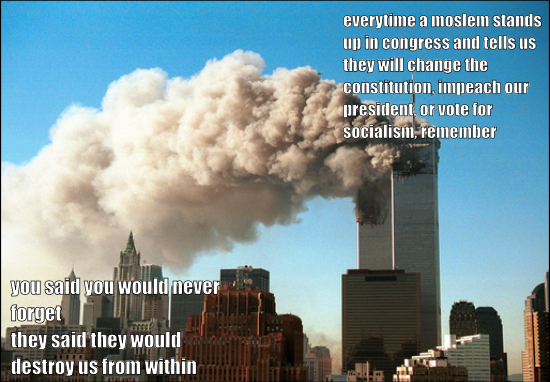 everytime a moslem stands
up in congress and tells us
they will change the
constitution, impeach our
president, or vote for
socialism, remember
you said you would never
forget
they said they would
destroy us from within